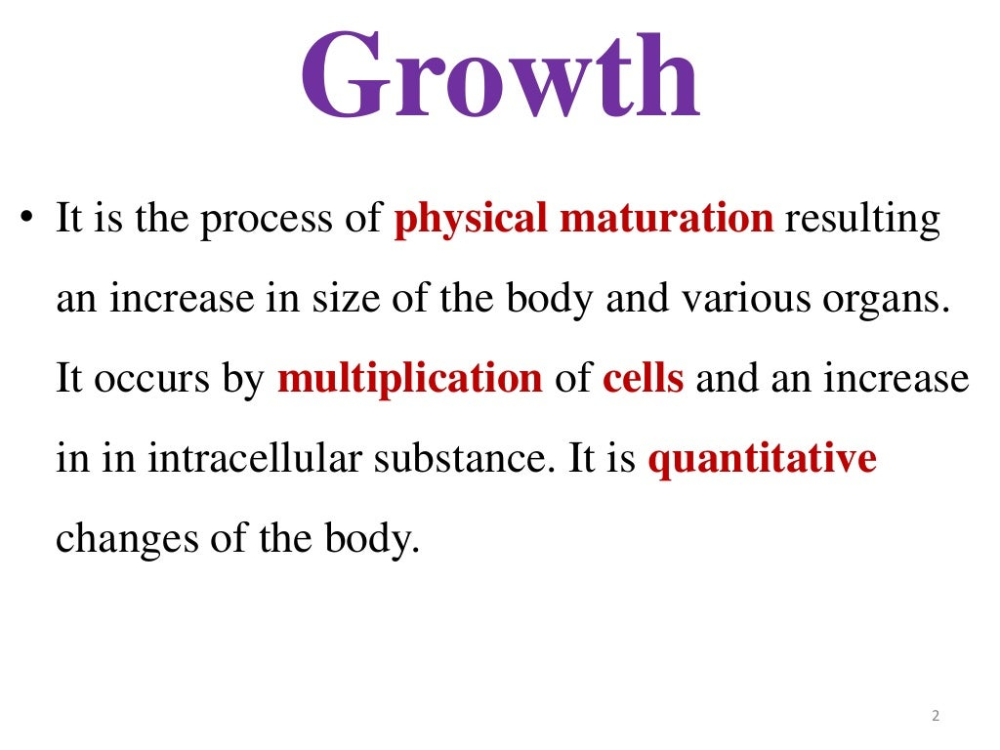 Growth
• It is the process of physical maturation resulting
an increase in size of the body and various organs.
It occurs by multiplication of cells and an increase
in in intracellular substance. It is quantitative
changes of the body.
2